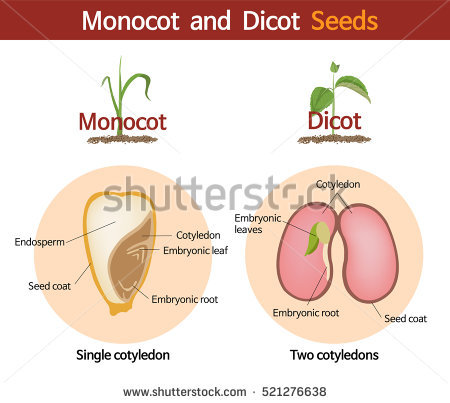 Monocot and Dicot Seeds
Monocot
Dicot
shutterstock
Endosperm
Seed coat
Cotyledon
Embryonic leaf
Embryonic root
Single cotyledon
Cotyledon
Embryonic
leaves
Embryonic root
Seed coat
Two cotyledons
www.shutterstock.com · 521276638